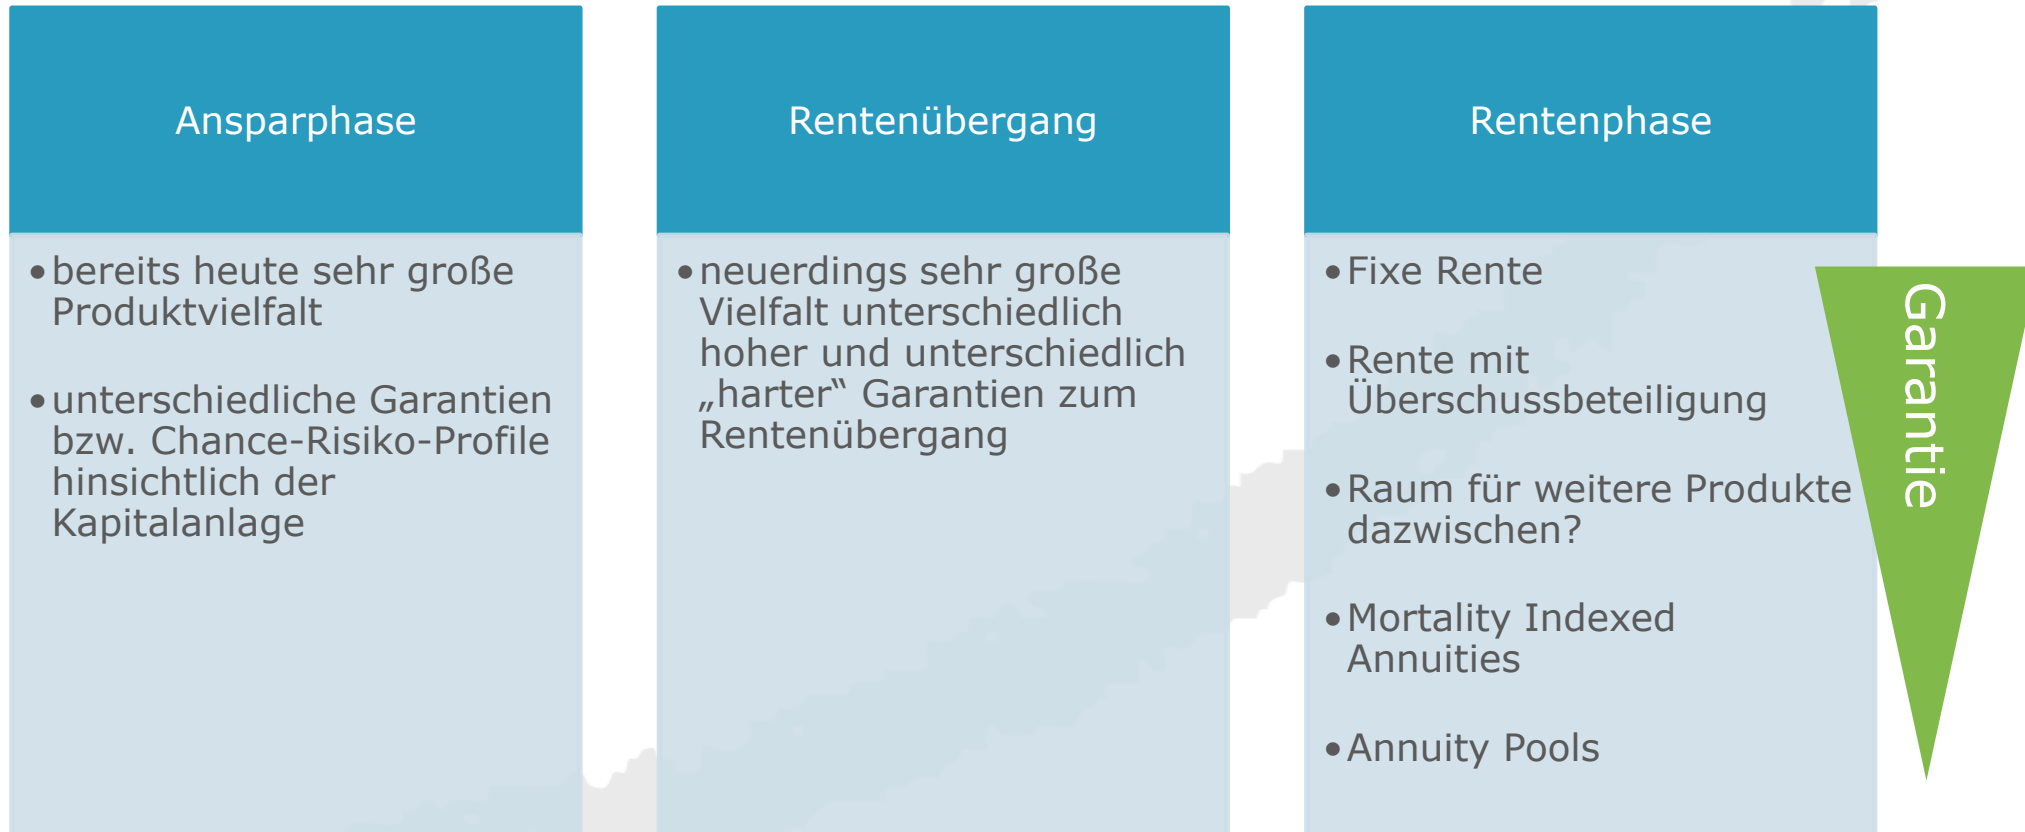 Ansparphase
•bereits heute sehr große
Produktvielfalt
•unterschiedliche Garantien
bzw. Chance-Risiko-Profile
hinsichtlich der
Kapitalanlage
Rentenübergang
•neuerdings sehr große
Vielfalt unterschiedlich
hoher und unterschiedlich
„harter“ Garantien zum
Rentenübergang
Rentenphase
•Fixe Rente
•Rente mit
Überschussbeteiligung
•Raum für weitere Produkte
dazwischen?
•Mortality Indexed
Annuities
•Annuity Pools
Garantie